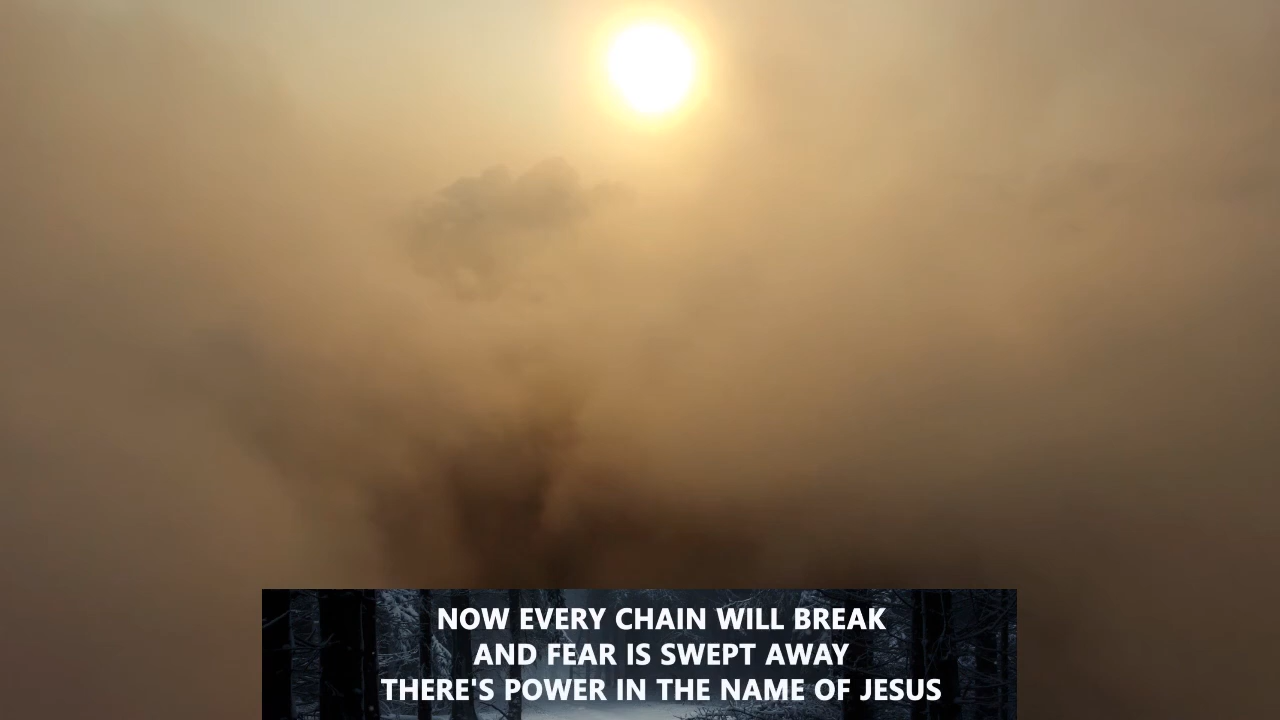 NOW EVERY CHAIN WILL BREAK
AND FEAR IS SWEPT AWAY
THERE'S POWER IN THE NAME OF JESUS